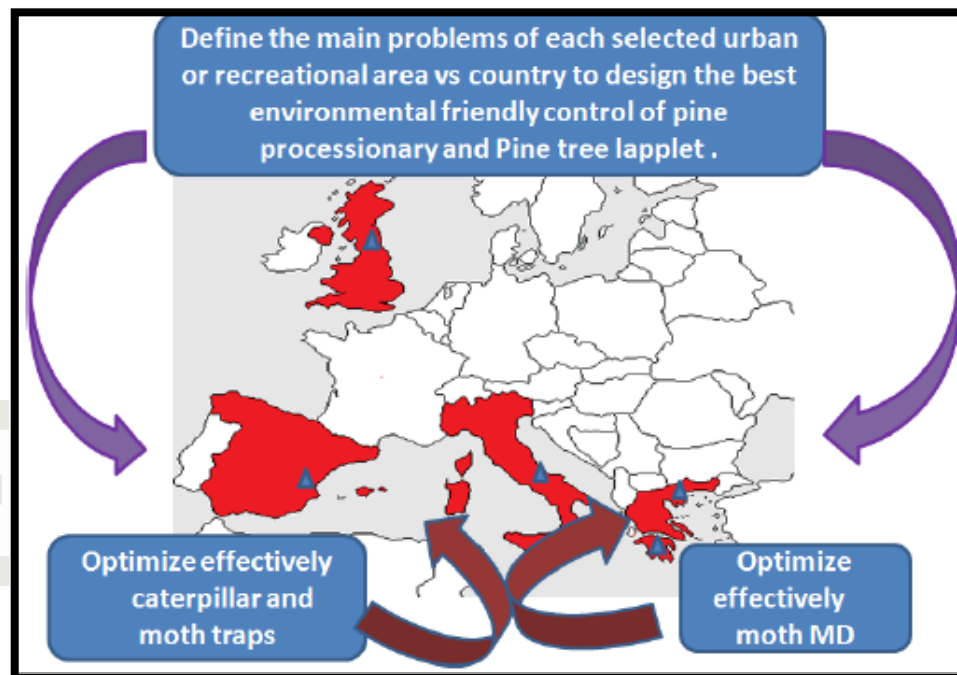 Define the main problems of each selected urban
or recreational area vs country to design the best
environmental friendly control of pine
processionary and Pine tree lapplet .
Optimize effectively
caterpillar and
moth traps
Optimize
effectively
moth MD